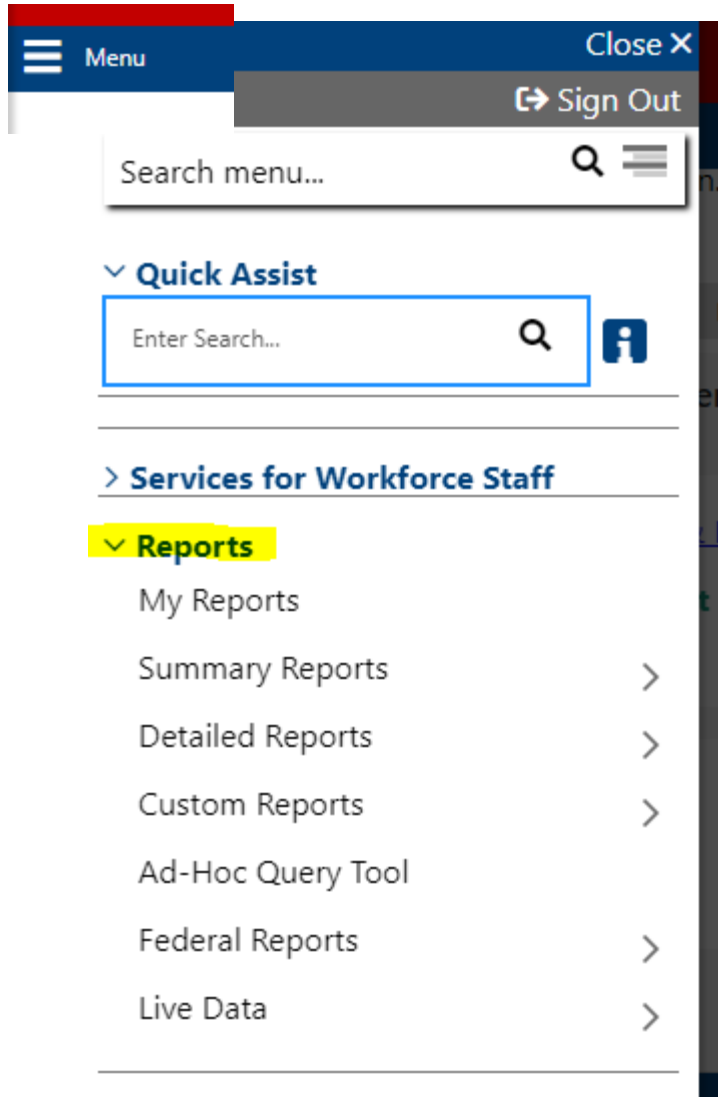 Menu
Close
Sign Out
Search menu...
Quick Assist
Enter Search...
Services for Workforce Staff
Reports
My Reports
Summary Reports
Detailed Reports
Custom Reports
Ad-Hoc Query Tool
Federal Reports
Live Data